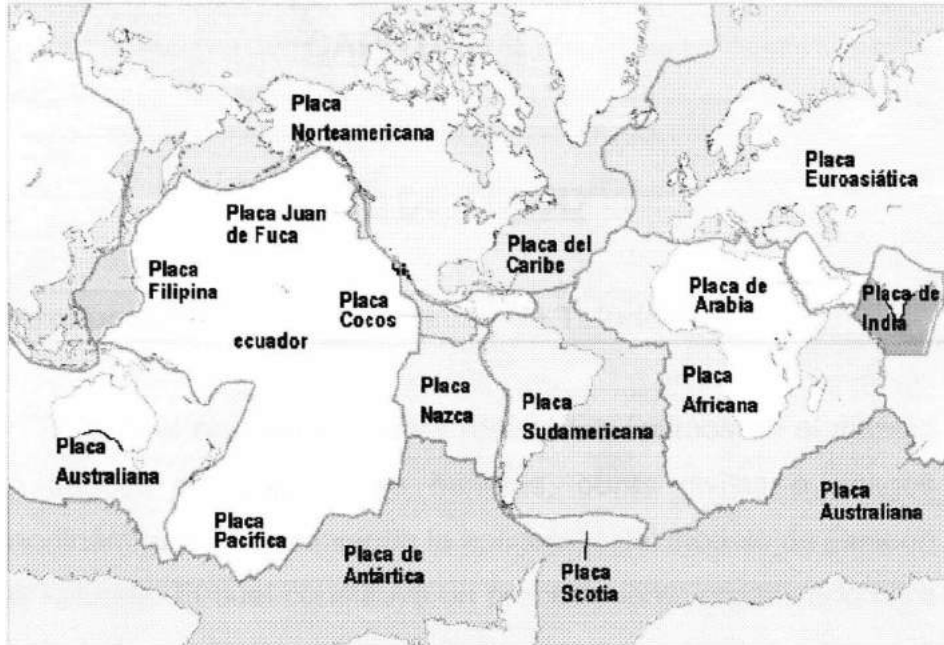 Placa
Norteamericana
Placa
Euroasiática
Placa Juan
de Fuca
Placa del
Caribe
Placa
Filipina
Placa
Cocos
Placa de
Arabia
Placa de
India
ecuador
Placa
Nazca
Placa
Sudamericana
Placa
Africana
Placa
Australiana
Placa
Australiana
Placa
Pacifica
Placa de
Antártica
Placa
Scotia